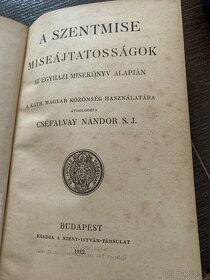 A SZENTMISE
MISEÁJTATOSSÁGOK
AZ EGYHÁZI MISEKÖNYV ALAPJÁN
A KATH. MAGYAR KÖZÖNSÉG HASZNÁLATÁRA
ÁTDOLGOZTA
CSÉFALVAY NÁNDOR S. J.
BUDAPEST
KIADJA A SZENT-ISTVÁN-TÁRSULAT
1912